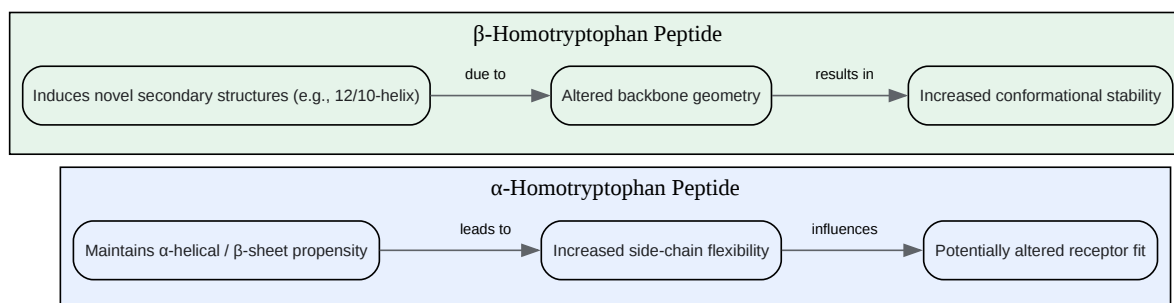 β-Homotryptophan Peptide
Induces novel secondary structures (e.g., 12/10-helix)
due to
Altered backbone geometry
results in
Increased conformational stability
α-Homotryptophan Peptide
Maintains α-helical / β-sheet propensity
leads to
Increased side-chain flexibility
influences
Potentially altered receptor fit